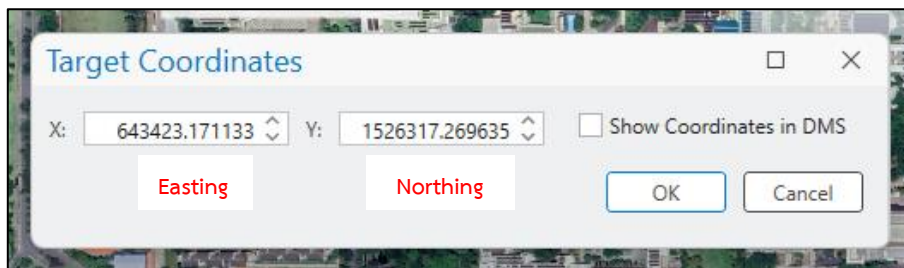 Target Coordinates
X: 643423.171133 Y: 1526317.269635 Show Coordinates in DMS
Easting Northing
OK Cancel